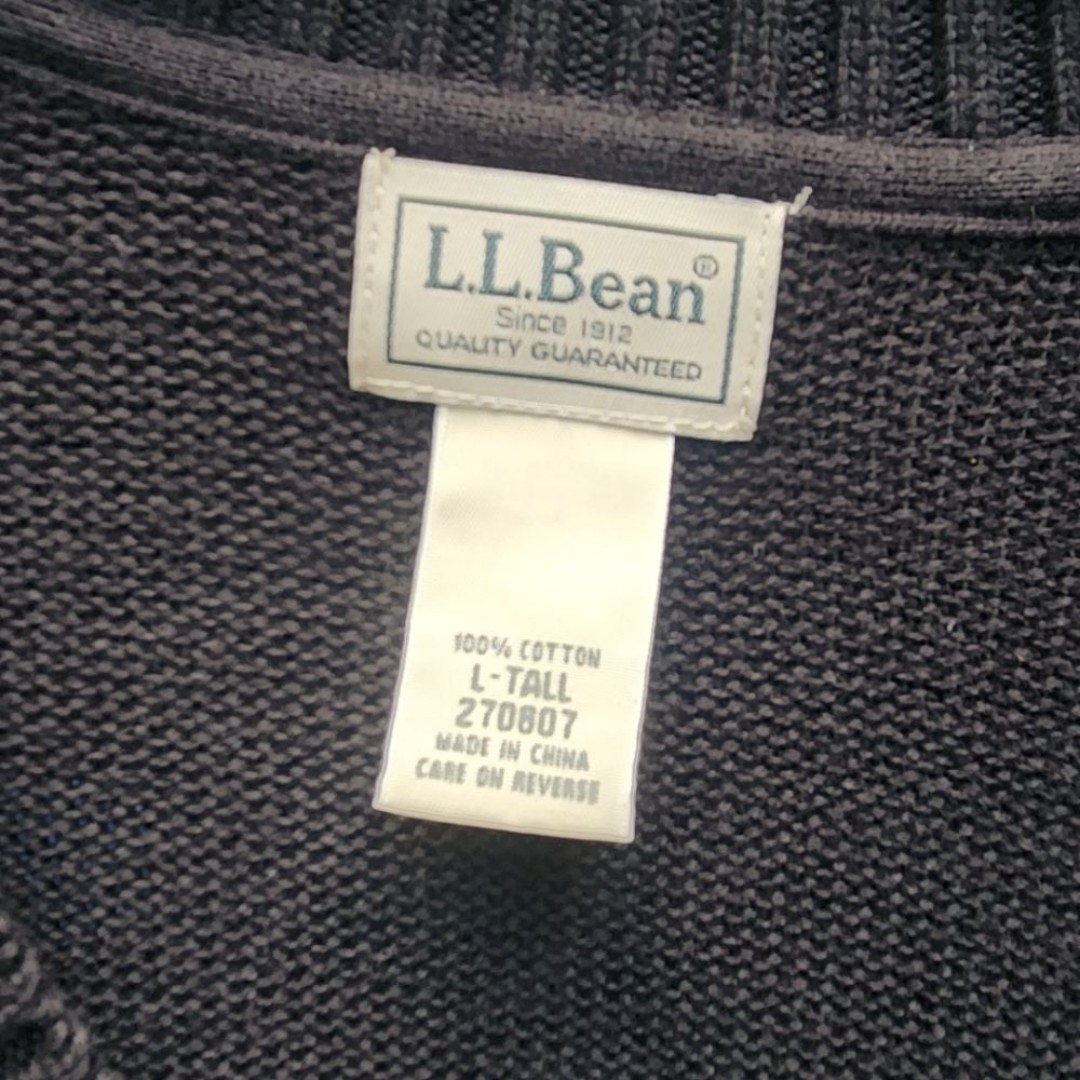 L.L.Bean®
Since 1912
QUALITY GUARANTEED
100% COTTON
L-TALL
270807
MADE IN CHINA
CARE ON REVERSE